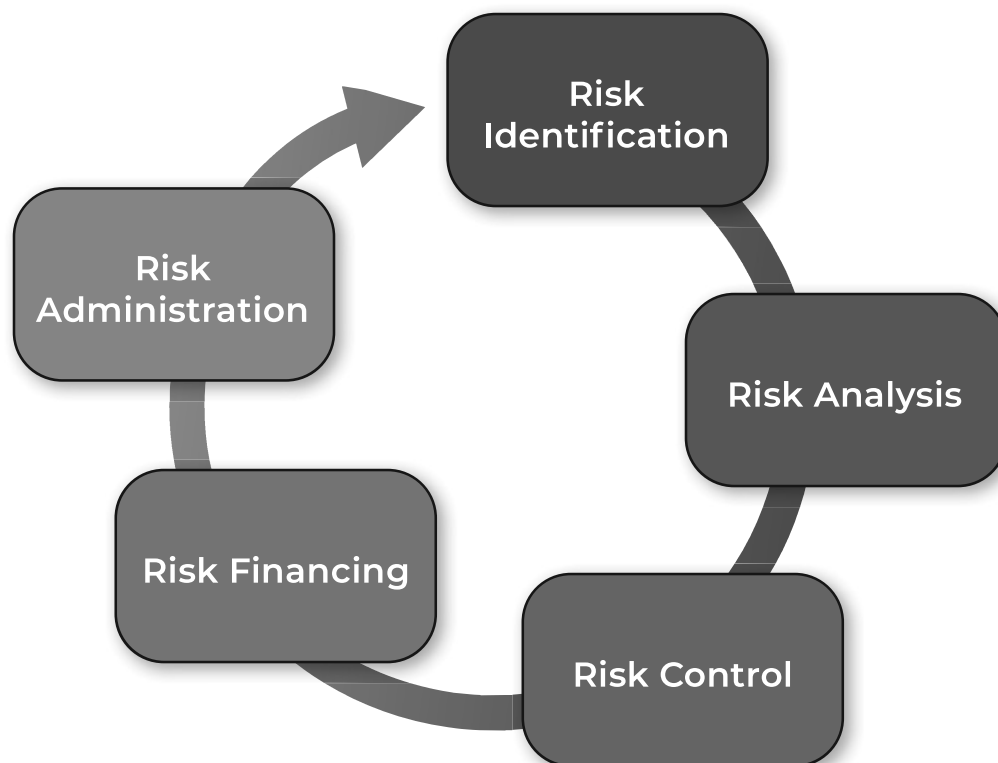 Risk
Identification
Risk Analysis
Risk Control
Risk Financing
Risk
Administration